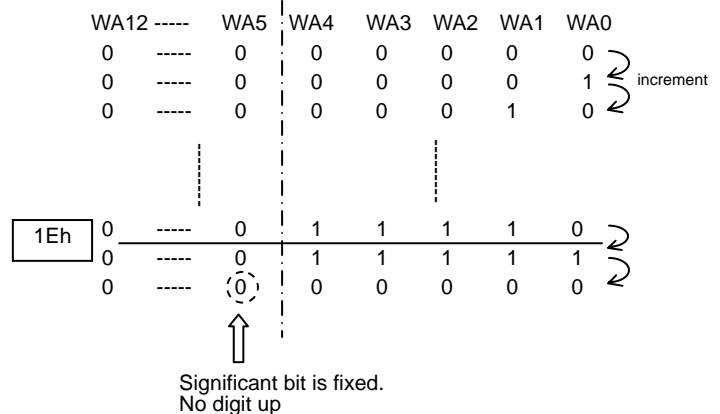 WA12 ----- WA5 WA4 WA3 WA2 WA1 WA0
0 ----- 0 0 0 0 0 0
0 ----- 0 0 0 0 0 1 increment
0 ----- 0 0 0 0 1 0
1Eh 0 ----- 0 1 1 1 1 0
0 ----- 0 1 1 1 1 1
0 ----- 0 0 0 0 0 0
Significant bit is fixed.
No digit up